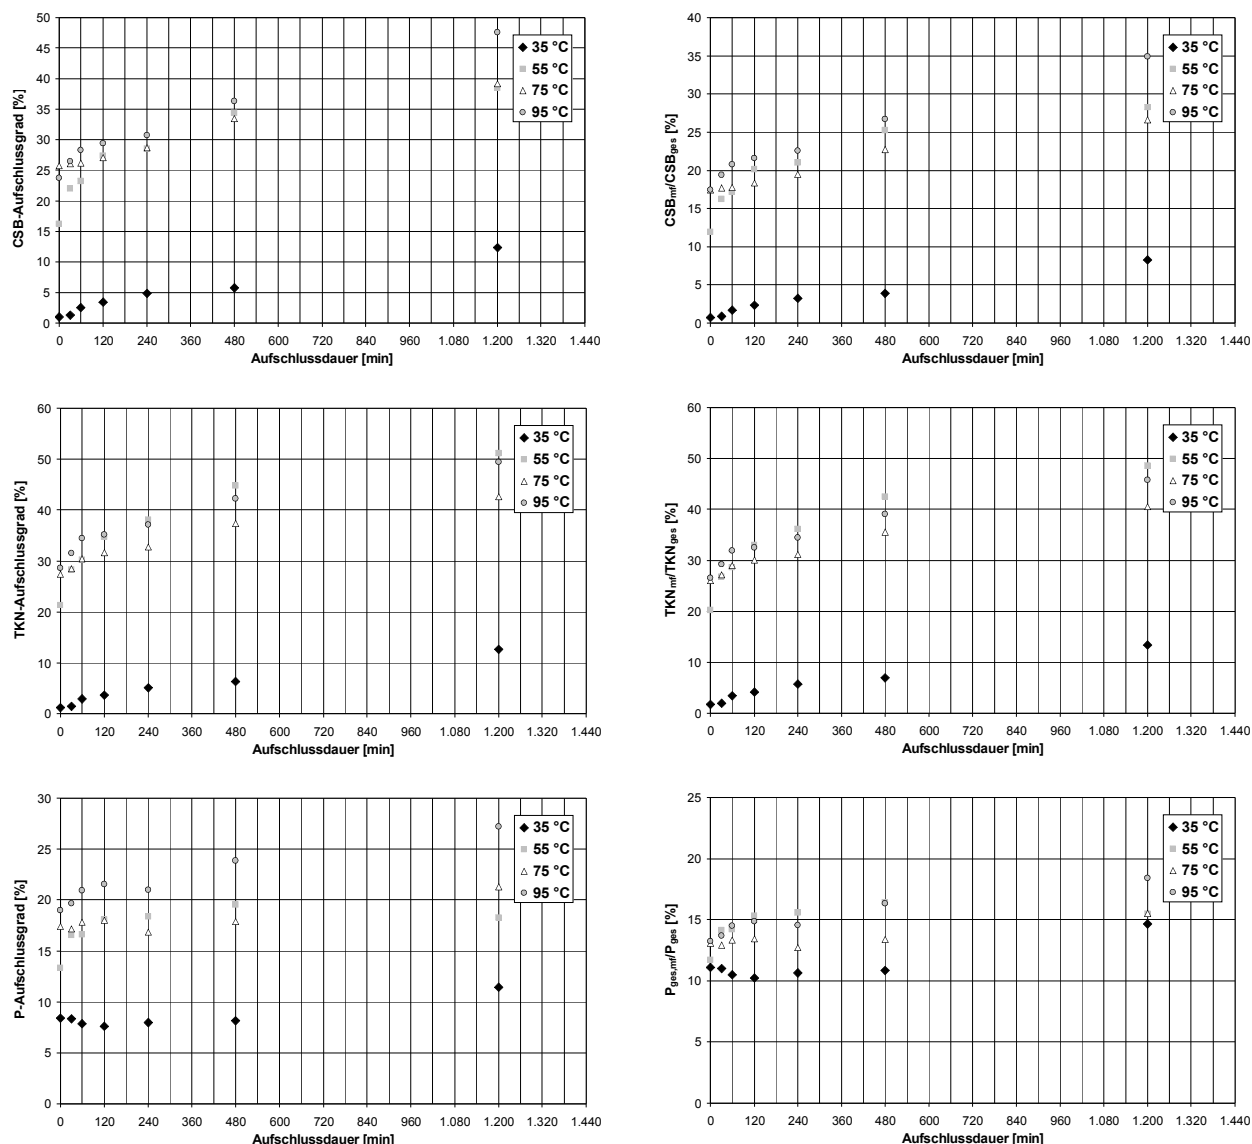 50
45
40
35
30
25
20
15
10
5
0
CSB-Aufschlussgrad [%]
35 °C
55 °C
75 °C
95 °C
0 120 240 480 600 720 840 960 1.080 1.200 1.320 1.440
Aufschlussdauer [min]
40
35
30
25
20
15
10
5
0
CSBmf/CSBges [%]
35 °C
55 °C
75 °C
95 °C
0 120 240 480 600 720 840 960 1.080 1.200 1.320 1.440
Aufschlussdauer [min]
60
50
40
30
20
10
0
TKN-Aufschlussgrad [%]
35 °C
55 °C
75 °C
95 °C
0 120 240 360 480 600 720 840 960 1.080 1.200 1.320 1.440
Aufschlussdauer [min]
60
50
40
30
20
10
0
TKNmf/TKNges [%]
35 °C
55 °C
75 °C
95 °C
0 120 240 360 480 600 720 840 960 1.080 1.200 1.320 1.440
Aufschlussdauer [min]
30
25
20
15
10
5
0
P-Aufschlussgrad [%]
35 °C
55 °C
75 °C
95 °C
0 120 240 360 480 600 720 840 960 1.080 1.200 1.320 1.440
Aufschlussdauer [min]
25
20
15
10
5
0
Pges,mf/Pges [%]
35 °C
55 °C
75 °C
95 °C
0 120 240 360 480 600 720 840 960 1.080 1.200 1.320 1.440
Aufschlussdauer [min]